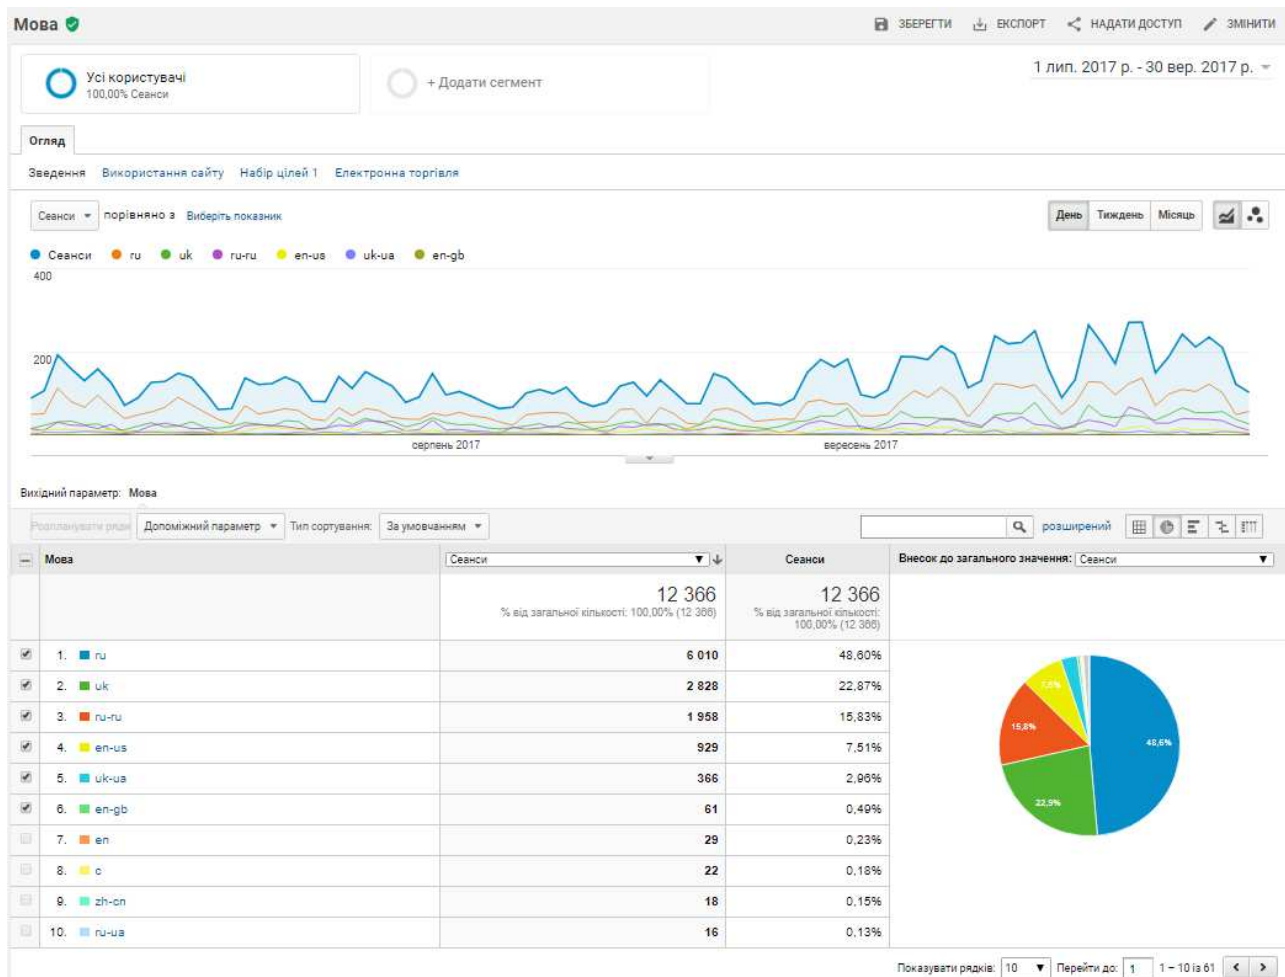 Мова ЗБЕРЕГТИ ЕКСПОРТ НАДАТИ ДОСТУП ЗМІНИТИ
Усі користувачі
100,00% Сеанси
+ Додати сегмент
1 лип. 2017 р. - 30 вер. 2017 р.
Огляд
Зведення Використання сайту Набір цілей 1 Електронна торгівля
Сеанси порівняно з Виберіть показник День Тиждень Місяць
Сеанси ru uk ru-ru en-us uk-ua en-gb
400
200
серпень 2017 вересень 2017
Вихідний параметр: Мова
Розпланувати ряди Допоміжний параметр Тип сортування: За умовчанням розширений
Мова Сеанси Сеанси Внесок до загального значення: Сеанси
12 366 12 366
% від загальної кількості: 100,00% (12 366) % від загальної кількості:
100,00% (12 366)
1. ru 6 010 48,60%
2. uk 2 828 22,87%
3. ru-ru 1 958 15,83%
4. en-us 929 7,51%
5. uk-ua 366 2,96%
6. en-gb 61 0,49%
7. en 29 0,23%
8. c 22 0,18%
9. zh-cn 18 0,15%
10. ru-ua 16 0,13%
15,8%
48,6%
22,9%
Показувати рядків: 10 Перейти до: 1 1 – 10 із 61